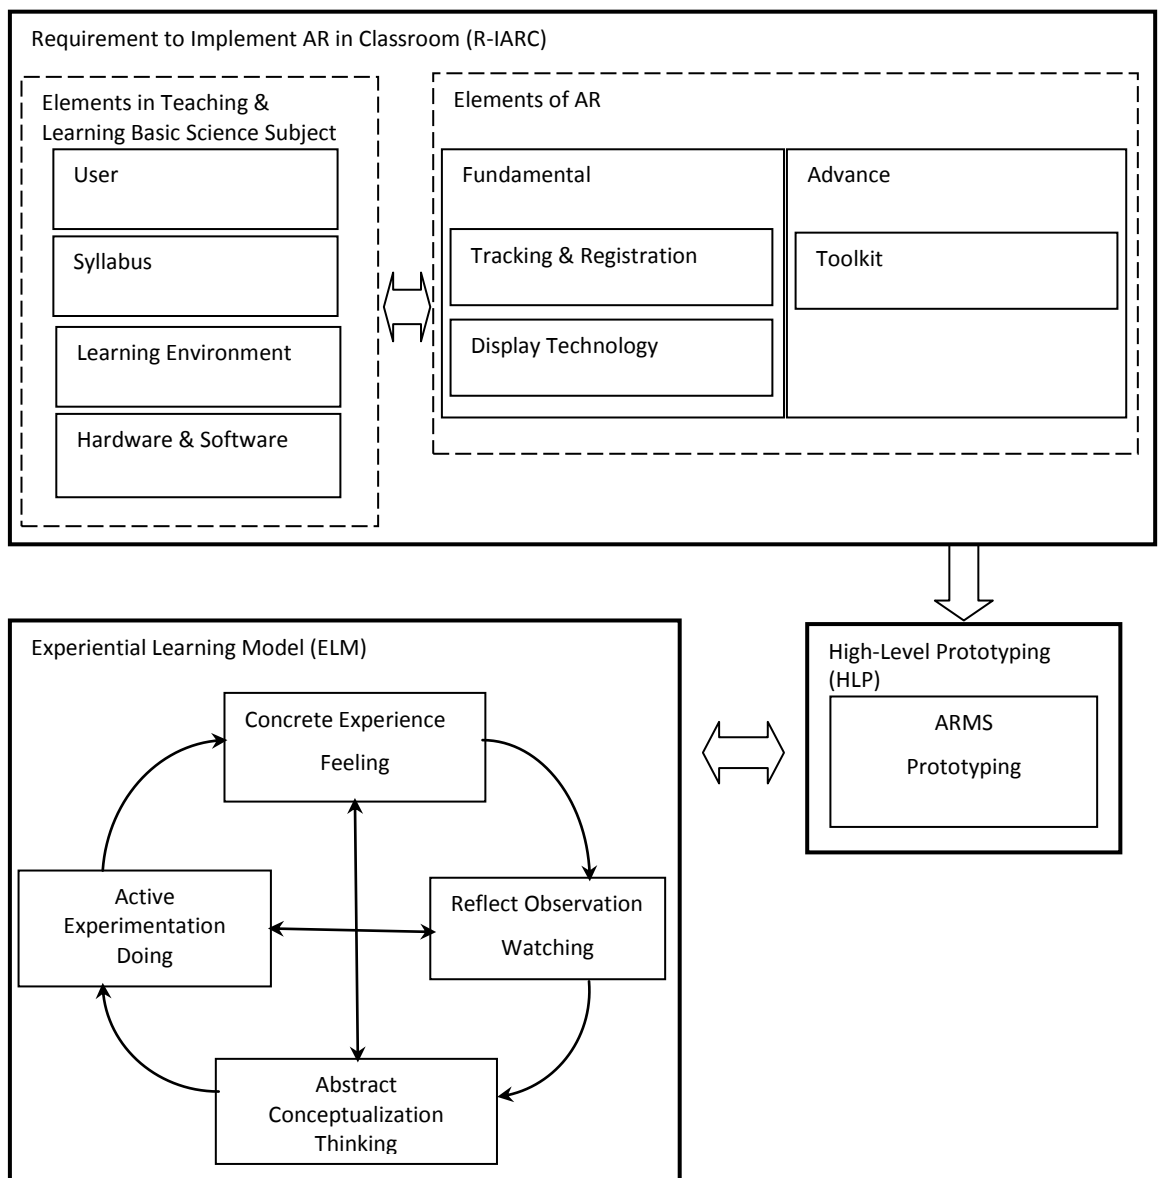 Requirement to Implement AR in Classroom (R-IARC)
Elements in Teaching &
Learning Basic Science Subject
User
Syllabus
Learning Environment
Hardware & Software
Elements of AR
Fundamental
Tracking & Registration
Display Technology
Advance
Toolkit
Experiential Learning Model (ELM)
Concrete Experience
Feeling
Active
Experimentation
Doing
Reflect Observation
Watching
Abstract
Conceptualization
Thinking
High-Level Prototyping
(HLP)
ARMS
Prototyping